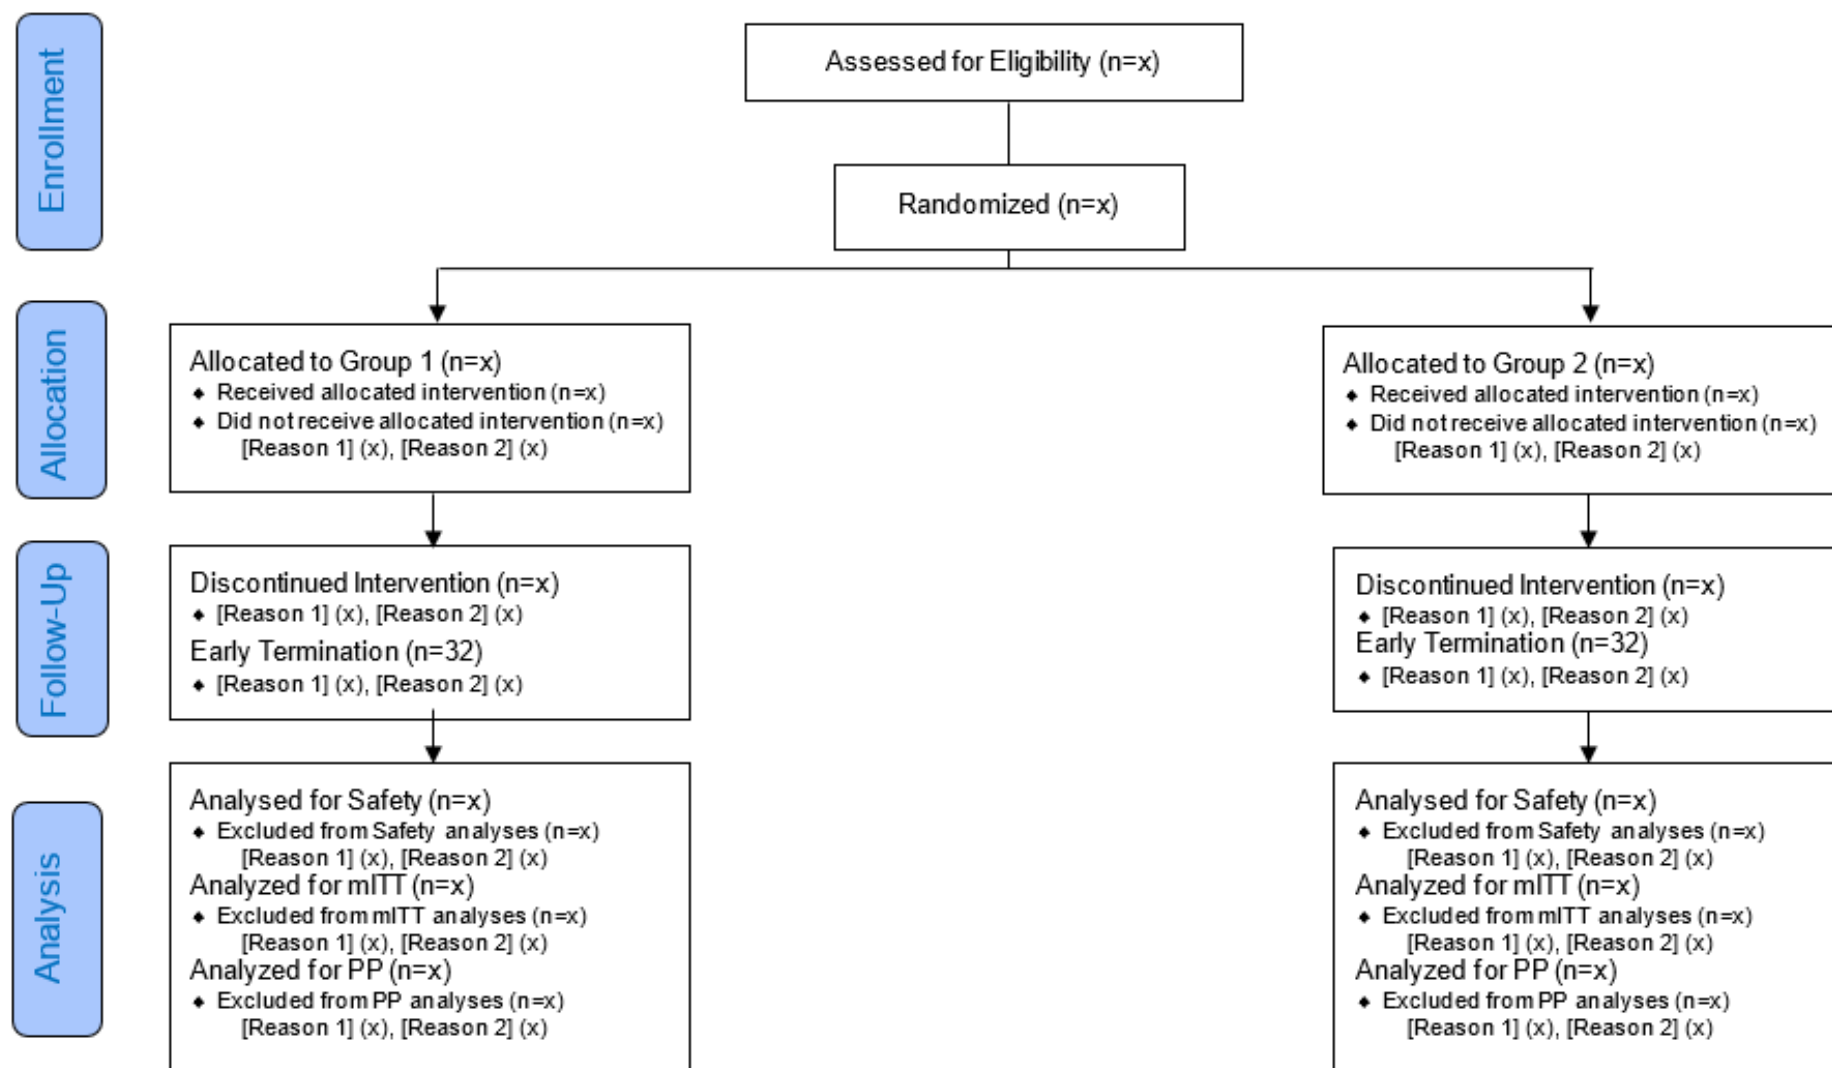 Enrollment
Assessed for Eligibility (n=x)
Randomized (n=x)
Allocation
Allocated to Group 1 (n=x)
◆ Received allocated intervention (n=x)
◆ Did not receive allocated intervention (n=x)
[Reason 1] (x), [Reason 2] (x)
Allocated to Group 2 (n=x)
◆ Received allocated intervention (n=x)
◆ Did not receive allocated intervention (n=x)
[Reason 1] (x), [Reason 2] (x)
Follow-Up
Discontinued Intervention (n=x)
◆ [Reason 1] (x), [Reason 2] (x)
Early Termination (n=32)
◆ [Reason 1] (x), [Reason 2] (x)
Discontinued Intervention (n=x)
◆ [Reason 1] (x), [Reason 2] (x)
Early Termination (n=32)
◆ [Reason 1] (x), [Reason 2] (x)
Analysis
Analysed for Safety (n=x)
◆ Excluded from Safety analyses (n=x)
[Reason 1] (x), [Reason 2] (x)
Analyzed for mITT (n=x)
◆ Excluded from mITT analyses (n=x)
[Reason 1] (x), [Reason 2] (x)
Analyzed for PP (n=x)
◆ Excluded from PP analyses (n=x)
[Reason 1] (x), [Reason 2] (x)
Analysed for Safety (n=x)
◆ Excluded from Safety analyses (n=x)
[Reason 1] (x), [Reason 2] (x)
Analyzed for mITT (n=x)
◆ Excluded from mITT analyses (n=x)
[Reason 1] (x), [Reason 2] (x)
Analyzed for PP (n=x)
◆ Excluded from PP analyses (n=x)
[Reason 1] (x), [Reason 2] (x)